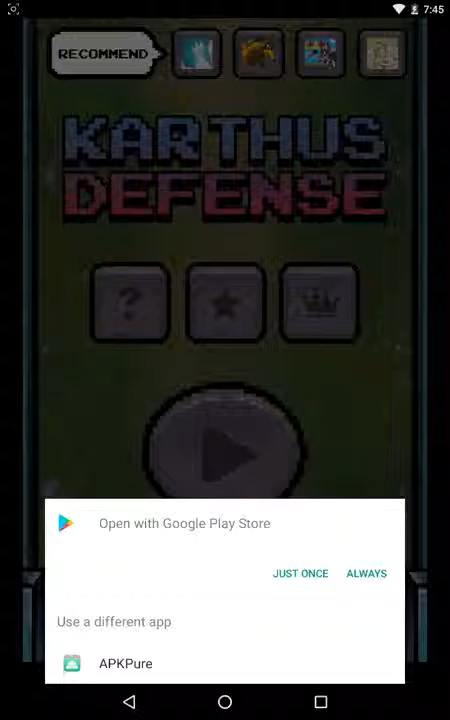 7:45
RECOMMEND
KARTHUS
DEFENSE
?
Open with Google Play Store
JUST ONCE
ALWAYS
Use a different app
APKPure